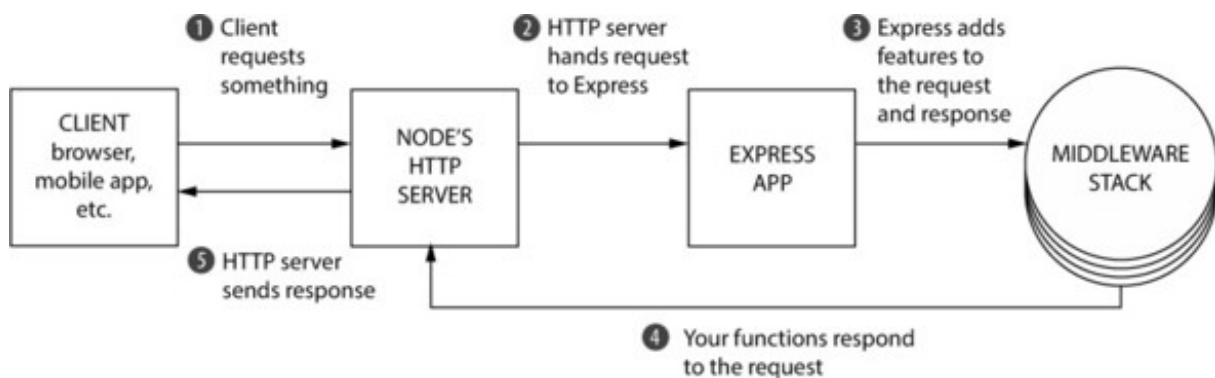 1 Client
requests
something
2 HTTP server
hands request
to Express
3 Express adds
features to
the request
and response
CLIENT
browser,
mobile app,
etc.
NODE'S
HTTP
SERVER
EXPRESS
APP
MIDDLEWARE
STACK
5 HTTP server
sends response
4 Your functions respond
to the request